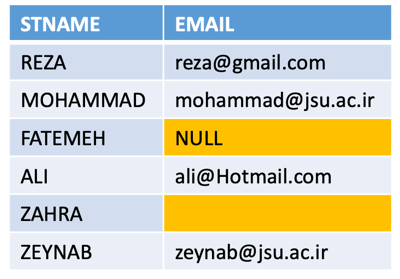 STNAME EMAIL
REZA reza@gmail.com
MOHAMMAD mohammad@jsu.ac.ir
FATEMEH NULL
ALI ali@Hotmail.com
ZAHRA
ZEYNAB zeynab@jsu.ac.ir